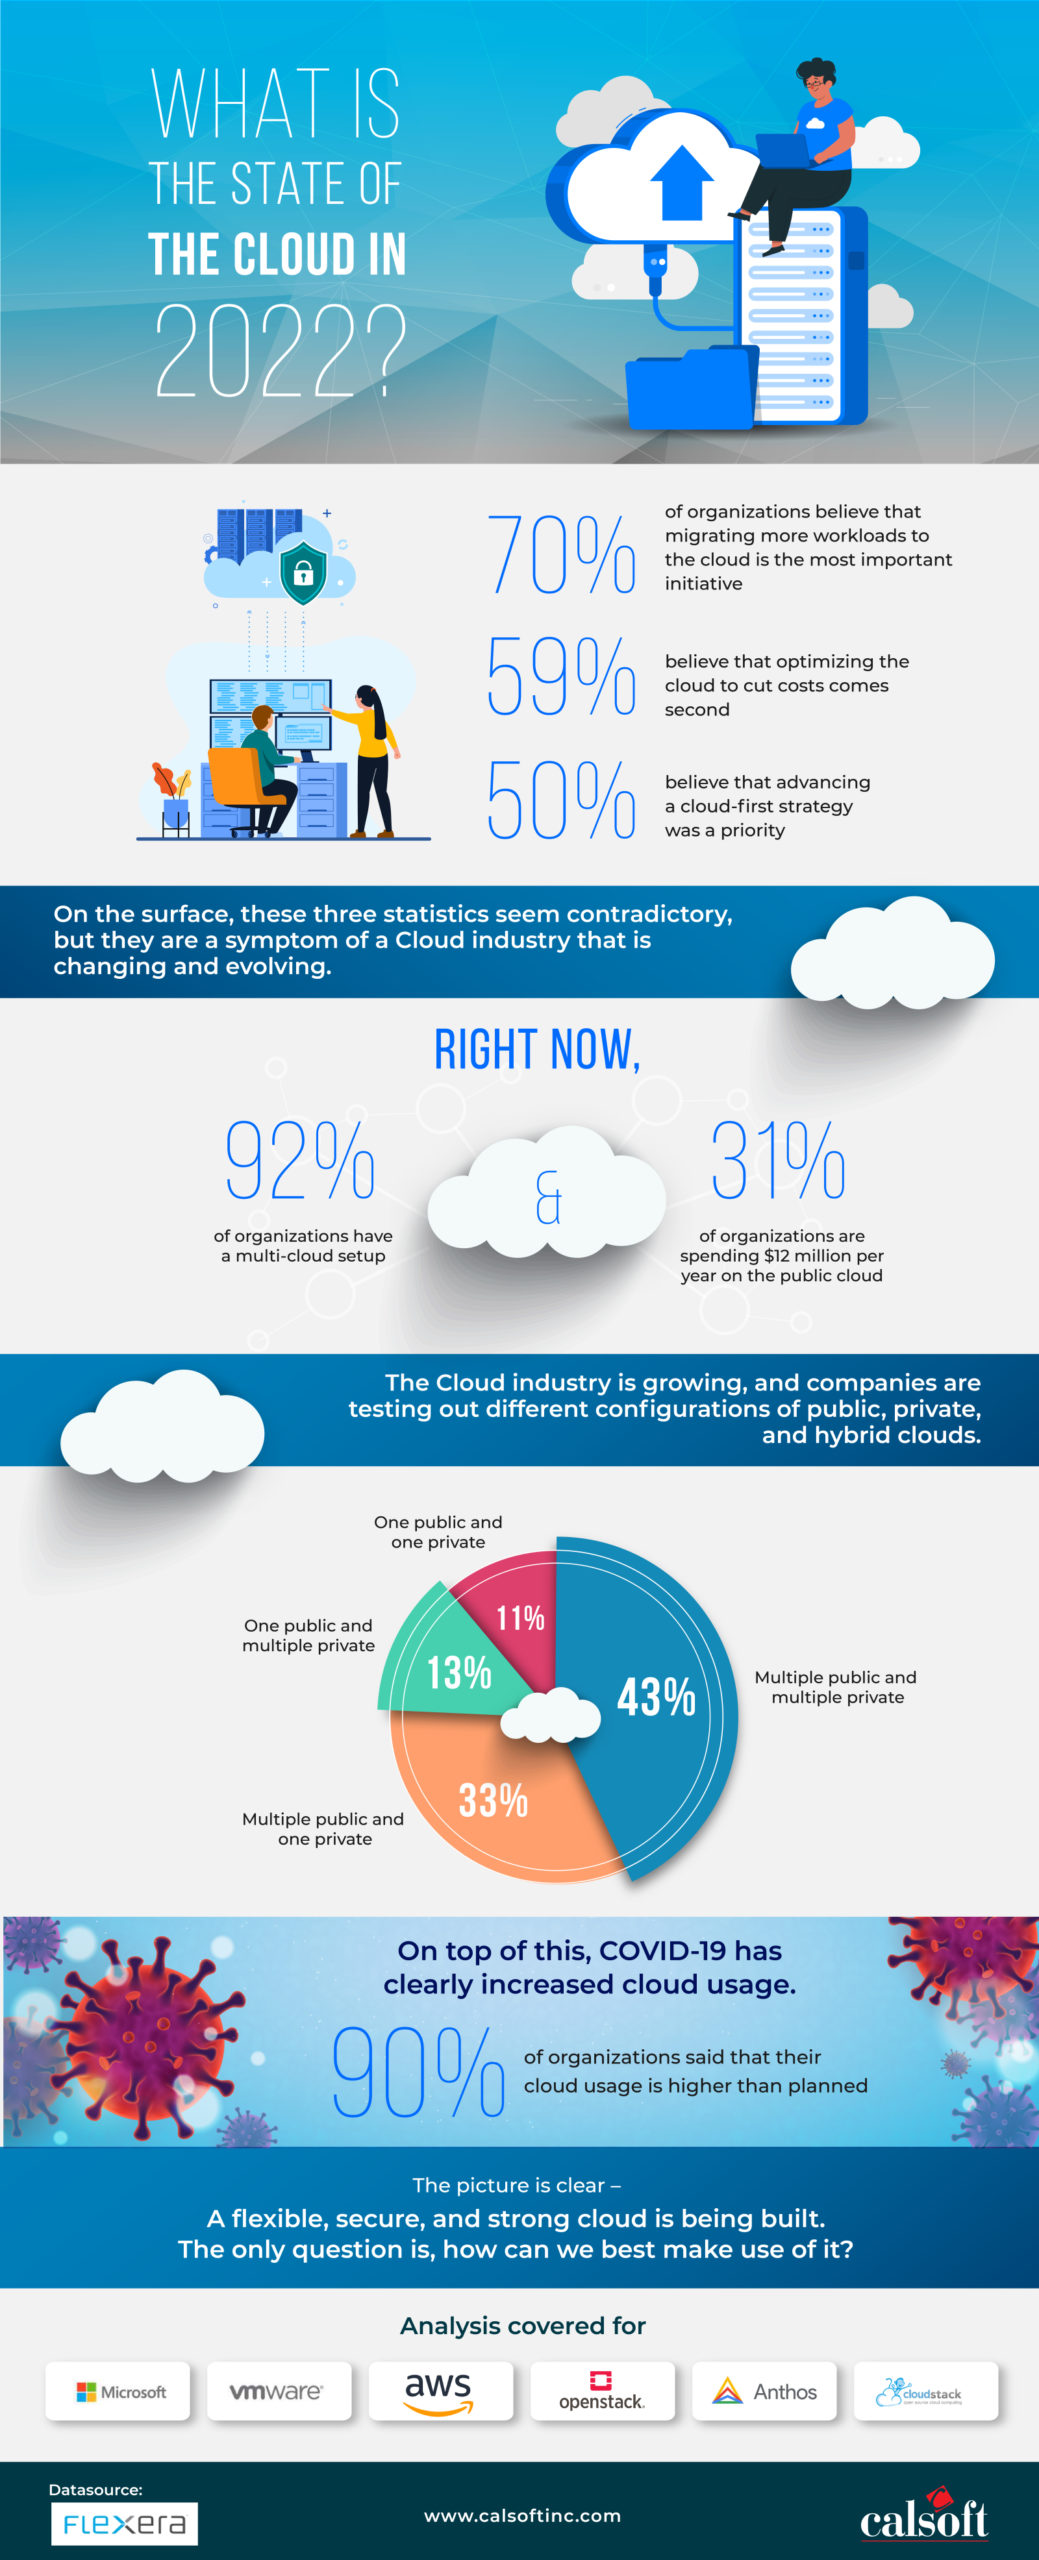 WHAT IS
THE STATE OF
THE CLOUD IN
2022?
70%
of organizations believe that
migrating more workloads to
the cloud is the most important
initiative
59%
believe that optimizing the
cloud to cut costs comes
second
50%
believe that advancing
a cloud-first strategy
was a priority
On the surface, these three statistics seem contradictory,
but they are a symptom of a Cloud industry that is
changing and evolving.
RIGHT NOW,
92%
of organizations have
a multi-cloud setup
&
31%
of organizations are
spending $12 million per
year on the public cloud
The Cloud industry is growing, and companies are
testing out different configurations of public, private,
and hybrid clouds.
One public and
one private
11%
One public and
multiple private
13%
43%
Multiple public and
multiple private
33%
Multiple public and
one private
On top of this, COVID-19 has
clearly increased cloud usage.
90%
of organizations said that their
cloud usage is higher than planned
The picture is clear –
A flexible, secure, and strong cloud is being built.
The only question is, how can we best make use of it?
Analysis covered for
Microsoft
vmware®
aws
openstack.
Anthos
cloudstack
open source cloud computing
Datasource:
FLEXera
www.calsoftinc.com
calsoft